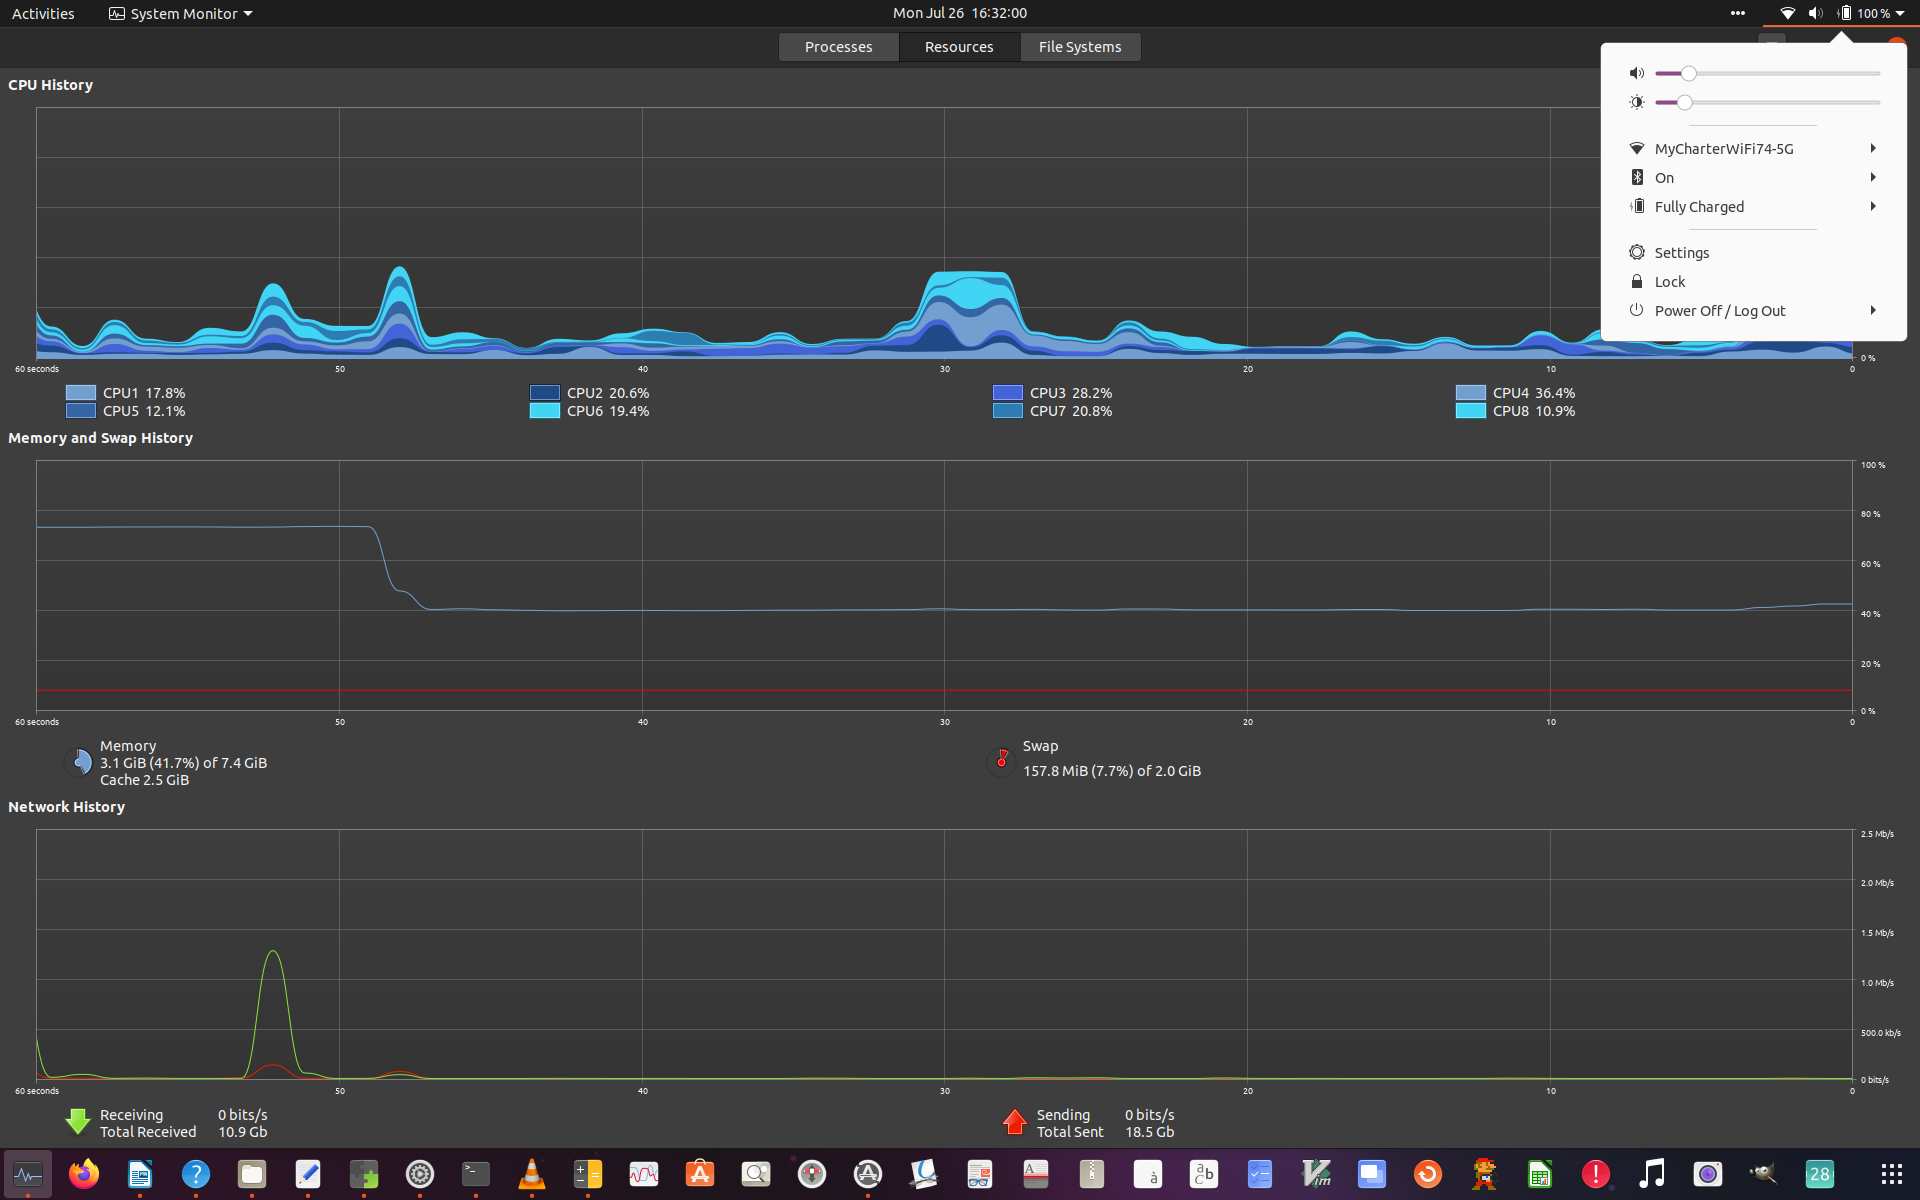 Activities
System Monitor
Mon Jul 26 16:32:00
100 %
Processes
Resources
File Systems
MyCharterWiFi74-5G
On
Fully Charged
Settings
Lock
Power Off / Log Out
CPU History
0 %
60 seconds 50 40 30 20 10 0
CPU1 17.8% CPU2 20.6% CPU3 28.2% CPU4 36.4%
CPU5 12.1% CPU6 19.4% CPU7 20.8% CPU8 10.9%
Memory and Swap History
100 %
80 %
60 %
40 %
20 %
0 %
60 seconds 50 40 30 20 10 0
Memory
3.1 GiB (41.7%) of 7.4 GiB
Cache 2.5 GiB
Swap
157.8 MiB (7.7%) of 2.0 GiB
Network History
2.5 Mb/s
2.0 Mb/s
1.5 Mb/s
1.0 Mb/s
500.0 kb/s
0 bits/s
60 seconds 50 40 30 20 10 0
Receiving 0 bits/s
Total Received 10.9 Gb
Sending 0 bits/s
Total Sent 18.5 Gb
?
>_
A
à
a b c
Vim
!
28